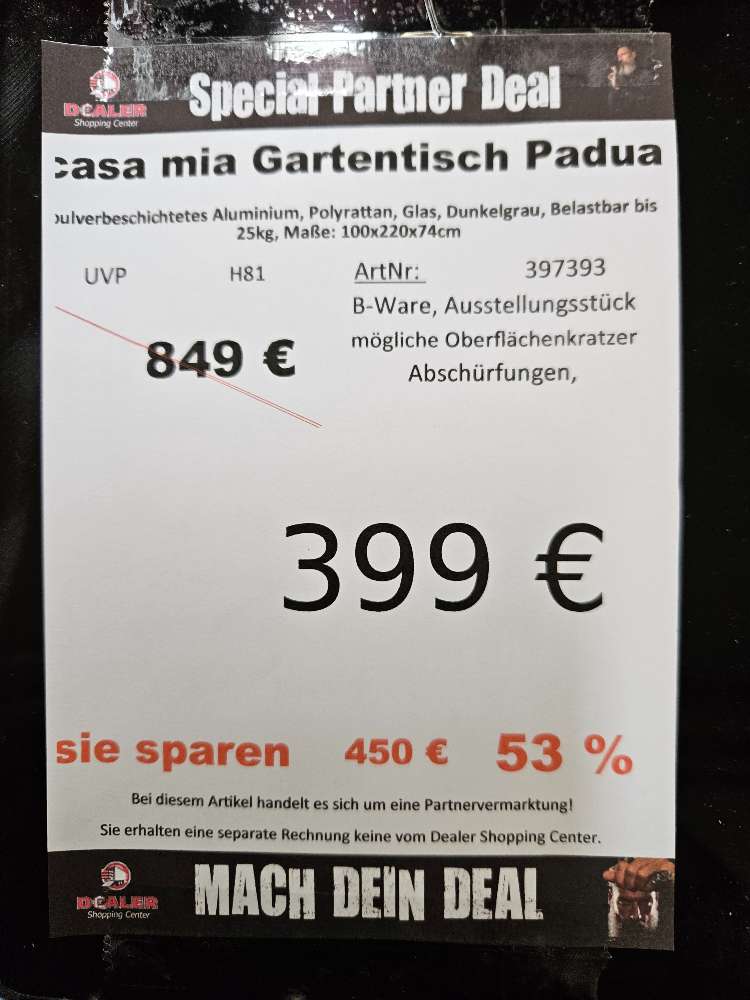 DEALER
Shopping Center
Special Partner Deal
casa mia Gartentisch Padua
pulverbeschichtetes Aluminium, Polyrattan, Glas, Dunkelgrau, Belastbar bis
25kg, Maße: 100x220x74cm
UVP H81 ArtNr: 397393
B-Ware, Ausstellungsstück
849 € mögliche Oberflächenkratzer
Abschürfungen,
399 €
sie sparen 450 € 53 %
Bei diesem Artikel handelt es sich um eine Partnervermarktung!
Sie erhalten eine separate Rechnung keine vom Dealer Shopping Center.
DEALER
Shopping Center
MACH DEIN DEAL